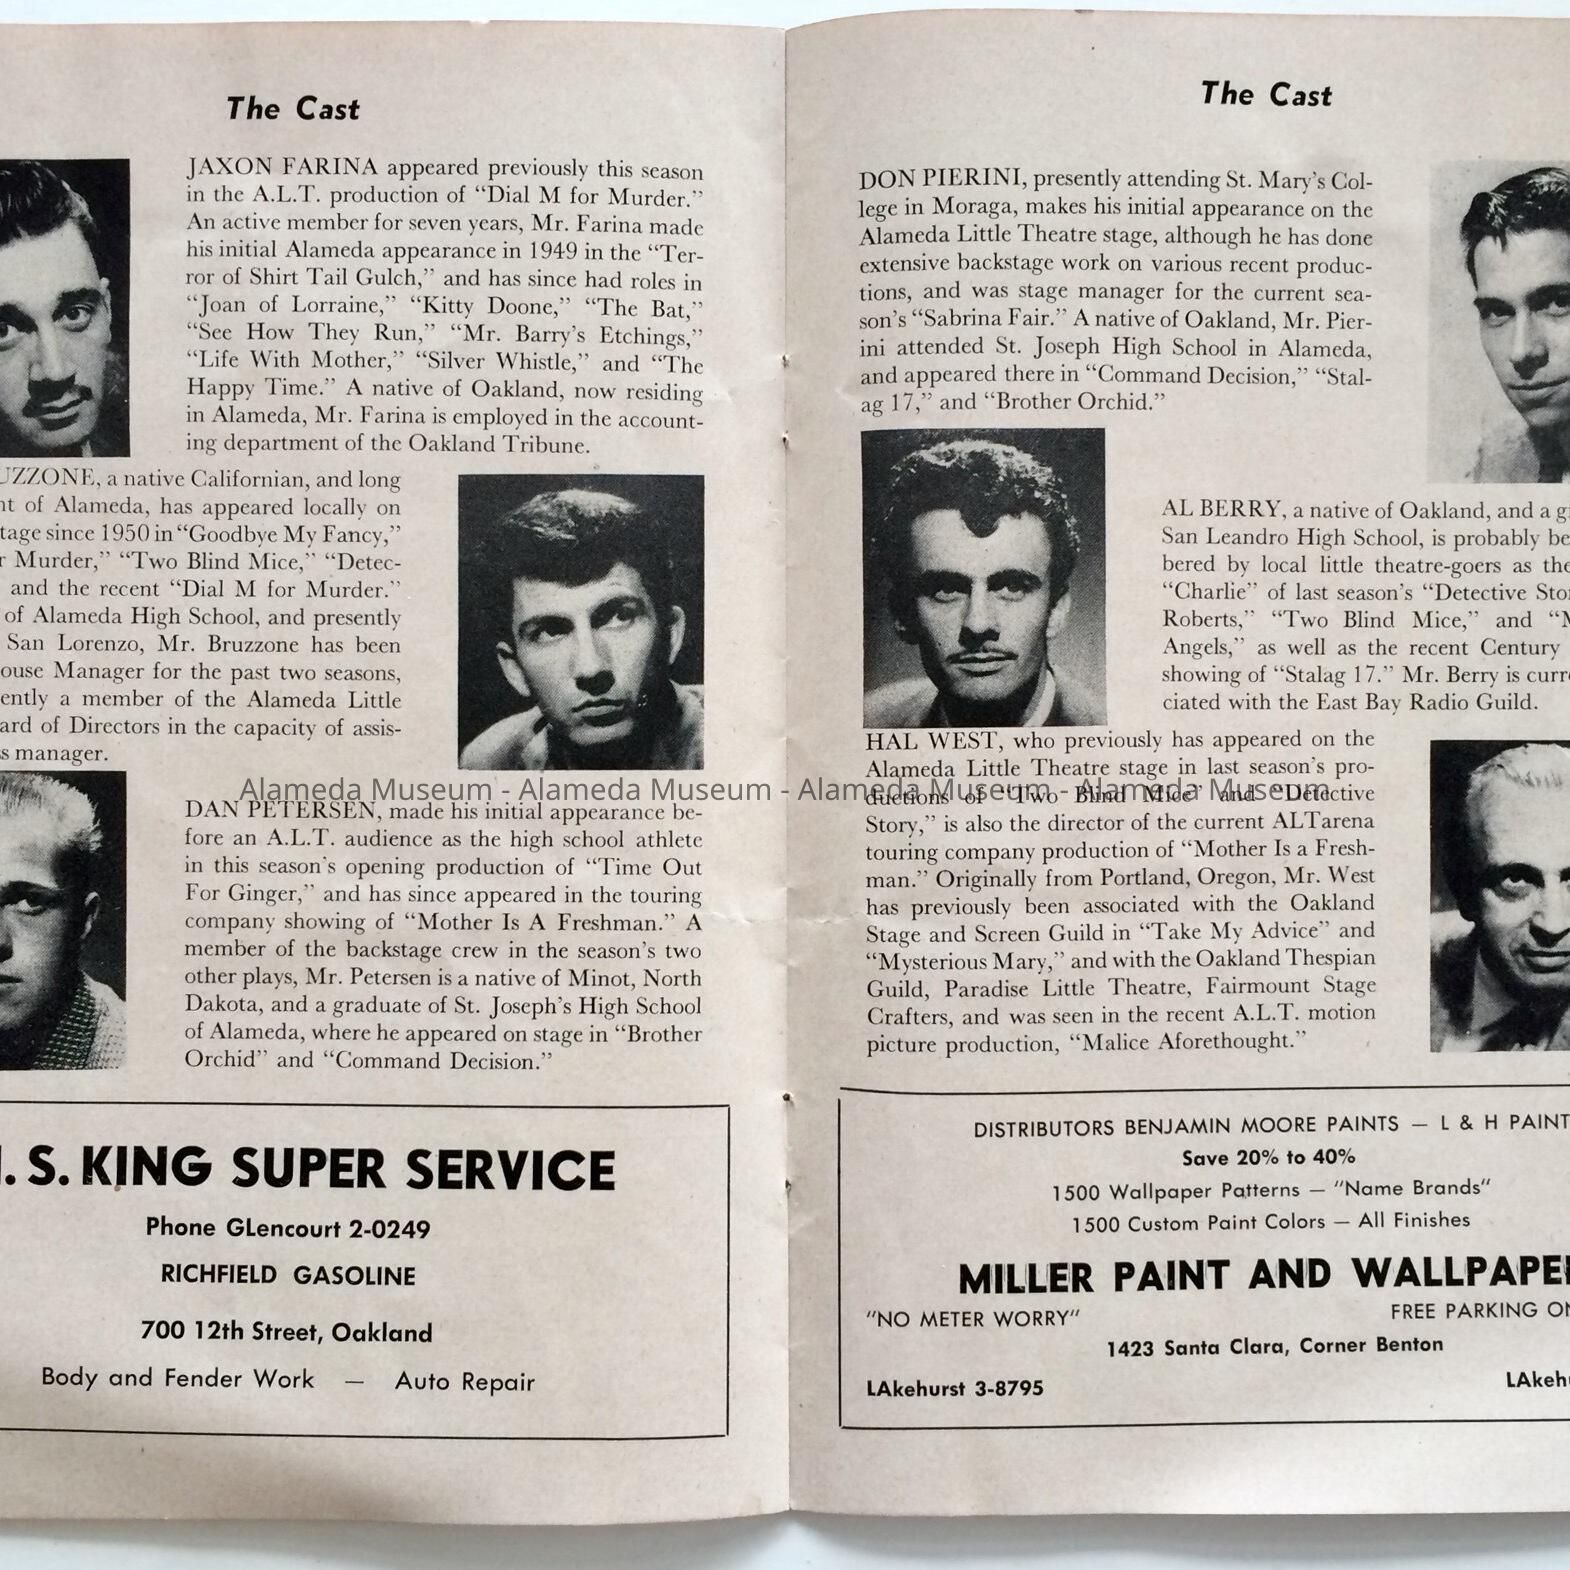 The Cast
JAXON FARINA appeared previously this season
in the A.L.T. production of “Dial M for Murder.”
An active member for seven years, Mr. Farina made
his initial Alameda appearance in 1949 in the “Ter-
ror of Shirt Tail Gulch,” and has since had roles in
“Joan of Lorraine,” “Kitty Doone,” “The Bat,”
“See How They Run,” “Mr. Barry’s Etchings,”
“Life With Mother,” “Silver Whistle,” and “The
Happy Time.” A native of Oakland, now residing
in Alameda, Mr. Farina is employed in the account-
ing department of the Oakland Tribune.
UZZONE, a native Californian, and long
nt of Alameda, has appeared locally on
tage since 1950 in “Goodbye My Fancy,”
r Murder,” “Two Blind Mice,” “Detec-
and the recent “Dial M for Murder.”
of Alameda High School, and presently
San Lorenzo, Mr. Bruzzone has been
ouse Manager for the past two seasons,
ently a member of the Alameda Little
ard of Directors in the capacity of assis-
s manager.
DAN PETERSEN, made his initial appearance be-
fore an A.L.T. audience as the high school athlete
in this season’s opening production of “Time Out
For Ginger,” and has since appeared in the touring
company showing of “Mother Is A Freshman.” A
member of the backstage crew in the season’s two
other plays, Mr. Petersen is a native of Minot, North
Dakota, and a graduate of St. Joseph’s High School
of Alameda, where he appeared on stage in “Brother
Orchid” and “Command Decision.”
. S. KING SUPER SERVICE
Phone GLencourt 2-0249
RICHFIELD GASOLINE
700 12th Street, Oakland
Body and Fender Work — Auto Repair
The Cast
DON PIERINI, presently attending St. Mary’s Col-
lege in Moraga, makes his initial appearance on the
Alameda Little Theatre stage, although he has done
extensive backstage work on various recent produc-
tions, and was stage manager for the current sea-
son’s “Sabrina Fair.” A native of Oakland, Mr. Pier-
ini attended St. Joseph High School in Alameda,
and appeared there in “Command Decision,” “Stal-
ag 17,” and “Brother Orchid.”
AL BERRY, a native of Oakland, and a g
San Leandro High School, is probably be
bered by local little theatre-goers as the
“Charlie” of last season’s “Detective Sto
Roberts,” “Two Blind Mice,” and “M
Angels,” as well as the recent Century
showing of “Stalag 17.” Mr. Berry is curr
ciated with the East Bay Radio Guild.
HAL WEST, who previously has appeared on the
Alameda Little Theatre stage in last season’s pro-
ductions of “Two Blind Mice” and “Detective
Story,” is also the director of the current ALTarena
touring company production of “Mother Is a Fresh-
man.” Originally from Portland, Oregon, Mr. West
has previously been associated with the Oakland
Stage and Screen Guild in “Take My Advice” and
“Mysterious Mary,” and with the Oakland Thespian
Guild, Paradise Little Theatre, Fairmount Stage
Crafters, and was seen in the recent A.L.T. motion
picture production, “Malice Aforethought.”
DISTRIBUTORS BENJAMIN MOORE PAINTS — L & H PAINT
Save 20% to 40%
1500 Wallpaper Patterns — “Name Brands”
1500 Custom Paint Colors — All Finishes
MILLER PAINT AND WALLPAPE
“NO METER WORRY” FREE PARKING ON
1423 Santa Clara, Corner Benton
LAkehurst 3-8795 LAkeh
Alameda Museum - Alameda Museum - Alameda Museum - Alameda Museum